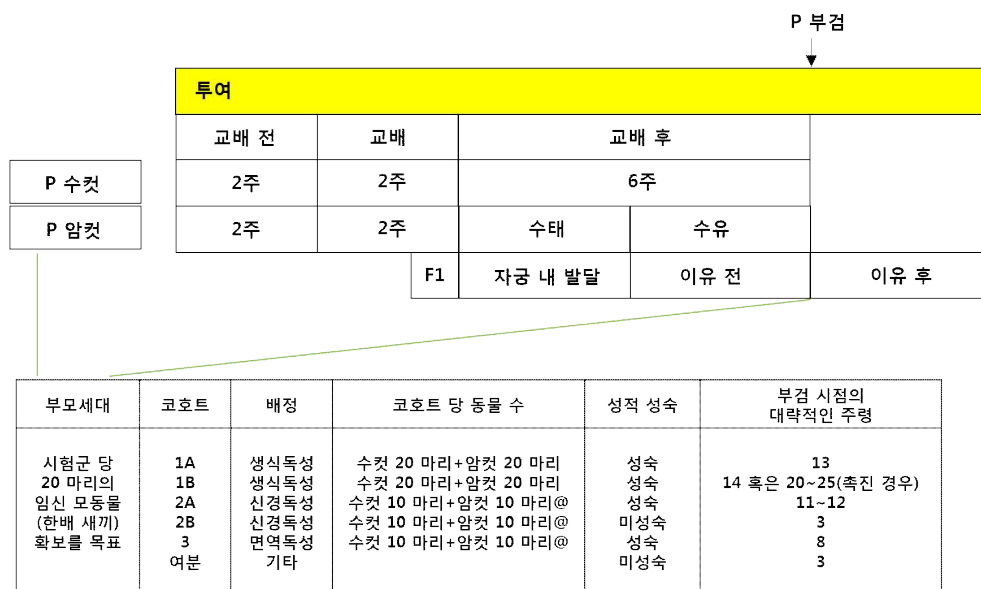 P 부검
투여
교배 전 교배 교배 후
P 수컷 2주 2주 6주
P 암컷 2주 2주 수태 수유
F1 자궁 내 발달 이유 전 이유 후
부모세대 코호트 배정 코호트 당 동물 수 성적 성숙 부검 시점의
대략적인 주령
시험군 당 1A 생식독성 수컷 20 마리+암컷 20 마리 성숙 13
20 마리의 1B 생식독성 수컷 20 마리+암컷 20 마리 성숙 14 혹은 20~25(촉진 경우)
임신 모동물 2A 신경독성 수컷 10 마리+암컷 10 마리@ 성숙 11~12
(한배 새끼) 2B 신경독성 수컷 10 마리+암컷 10 마리@ 미성숙 3
확보를 목표 3 면역독성 수컷 10 마리+암컷 10 마리@ 성숙 8
여분 기타 미성숙 3